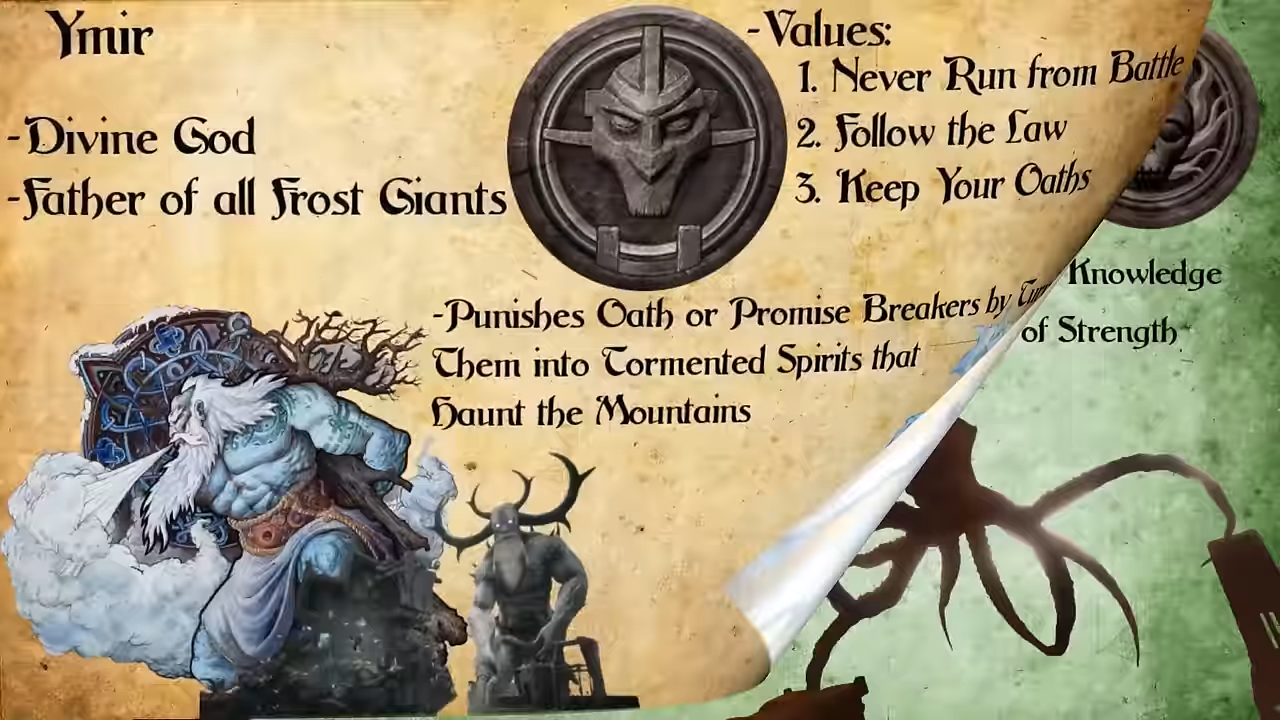 Ymir
-Divine God
-Father of all Frost Giants
-Values:
1. Never Run from Battle
2. Follow the Law
3. Keep Your Oaths
-Punishes Oath or Promise Breakers by
Them into Tormented Spirits that
Haunt the Mountains
Knowledge
of Strength